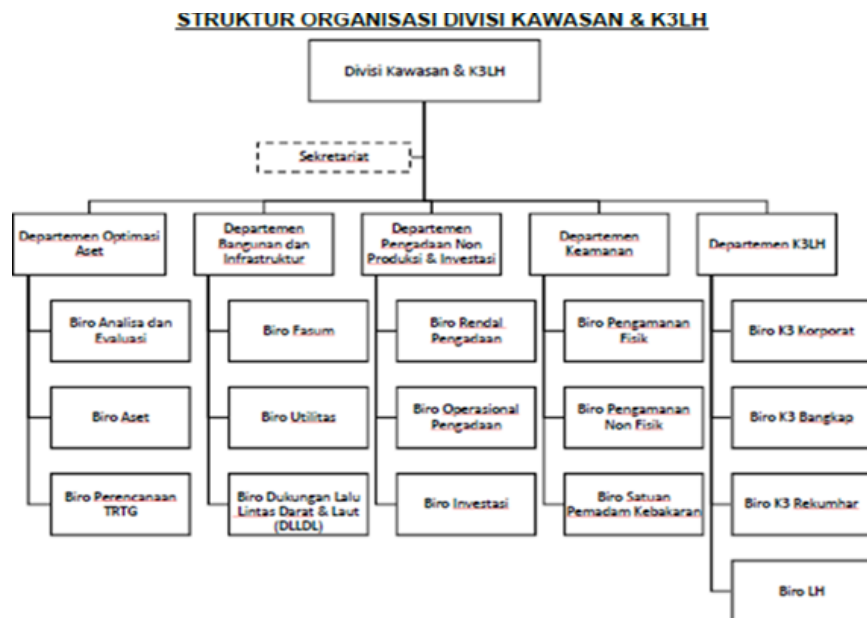 STRUKTUR ORGANISASI DIVISI KAWASAN & K3LH
Divisi Kawasan & K3LH
Sekretariat
Departemen Optimasi
Aset
Departemen
Bangunan dan
Infrastruktur
Departemen
Pengadaan Non
Produksi & Investasi
Departemen
Keamanan
Departemen K3LH
Biro Analisa dan
Evaluasi
Biro Fasum
Biro Rendal
Pengadaan
Biro Pengamanan
Fisik
Biro K3 Korporat
Biro Aset
Biro Utilitas
Biro Operasional
Pengadaan
Biro Pengamanan
Non Fisik
Biro K3 Bangkap
Biro Perencanaan
TRTG
Biro Dukungan Lalu
Lintas Darat & Laut
(DLLDL)
Biro Investasi
Biro Satuan
Pemadam Kebakaran
Biro K3 Rekumhar
Biro LH